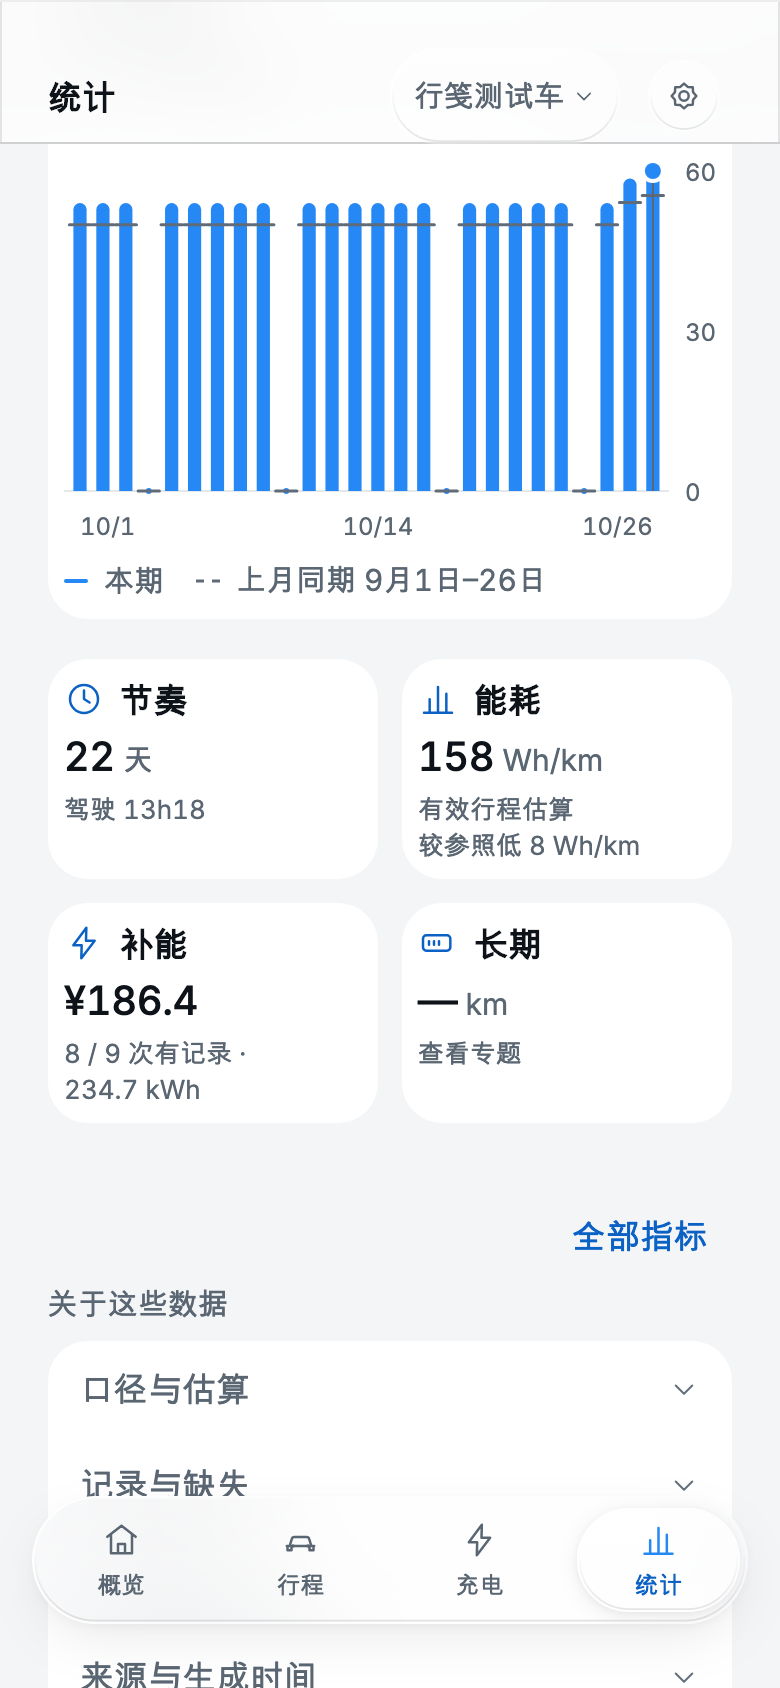 统计
行笺测试车
60
30
0
10/1 10/14 10/26
本期 -- 上月同期 9月1日–26日
节奏
22 天
驾驶 13h18
能耗
158 Wh/km
有效行程估算
较参照低 8 Wh/km
补能
¥186.4
8 / 9 次有记录 ·
234.7 kWh
长期
— km
查看专题
全部指标
关于这些数据
口径与估算
记录与缺失
概览
行程
充电
统计
来源与生成时间